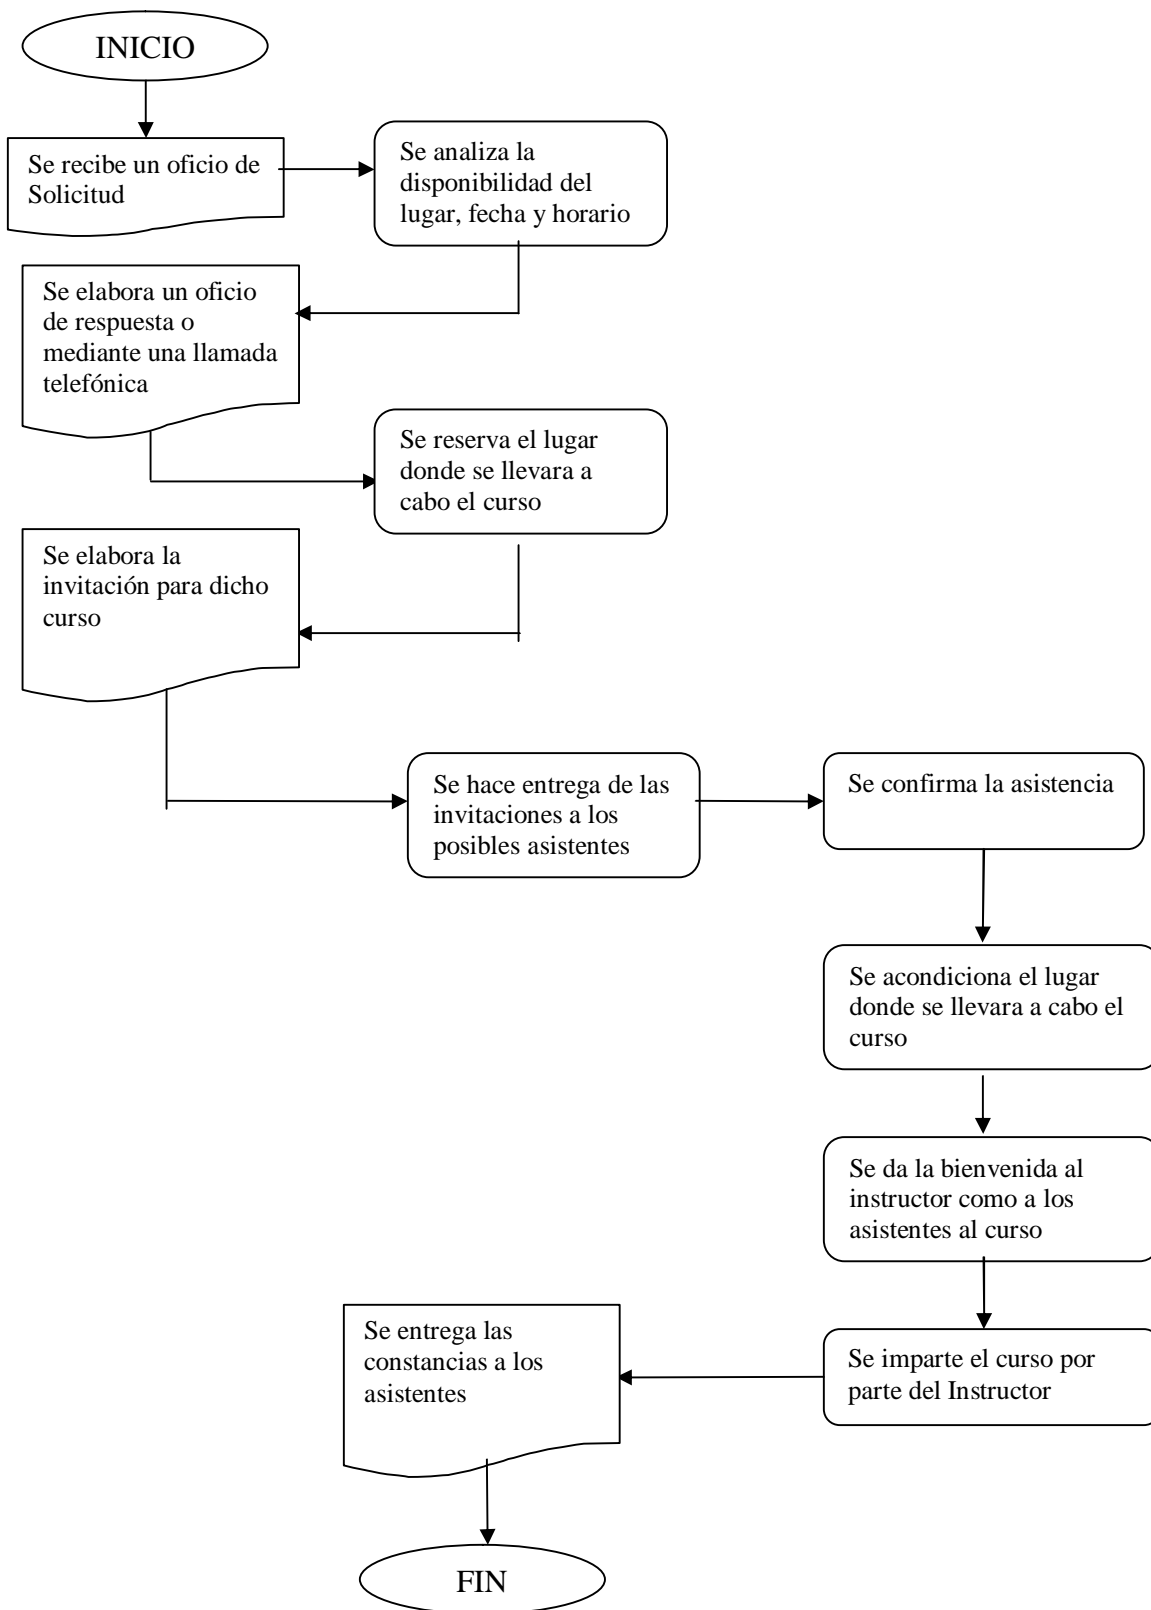 INICIO
Se recibe un oficio de
Solicitud
Se analiza la
disponibilidad del
lugar, fecha y horario
Se elabora un oficio
de respuesta o
mediante una llamada
telefónica
Se reserva el lugar
donde se llevara a
cabo el curso
Se elabora la
invitación para dicho
curso
Se hace entrega de las
invitaciones a los
posibles asistentes
Se confirma la asistencia
Se acondiciona el lugar
donde se llevara a cabo el
curso
Se da la bienvenida al
instructor como a los
asistentes al curso
Se imparte el curso por
parte del Instructor
Se entrega las
constancias a los
asistentes
FIN